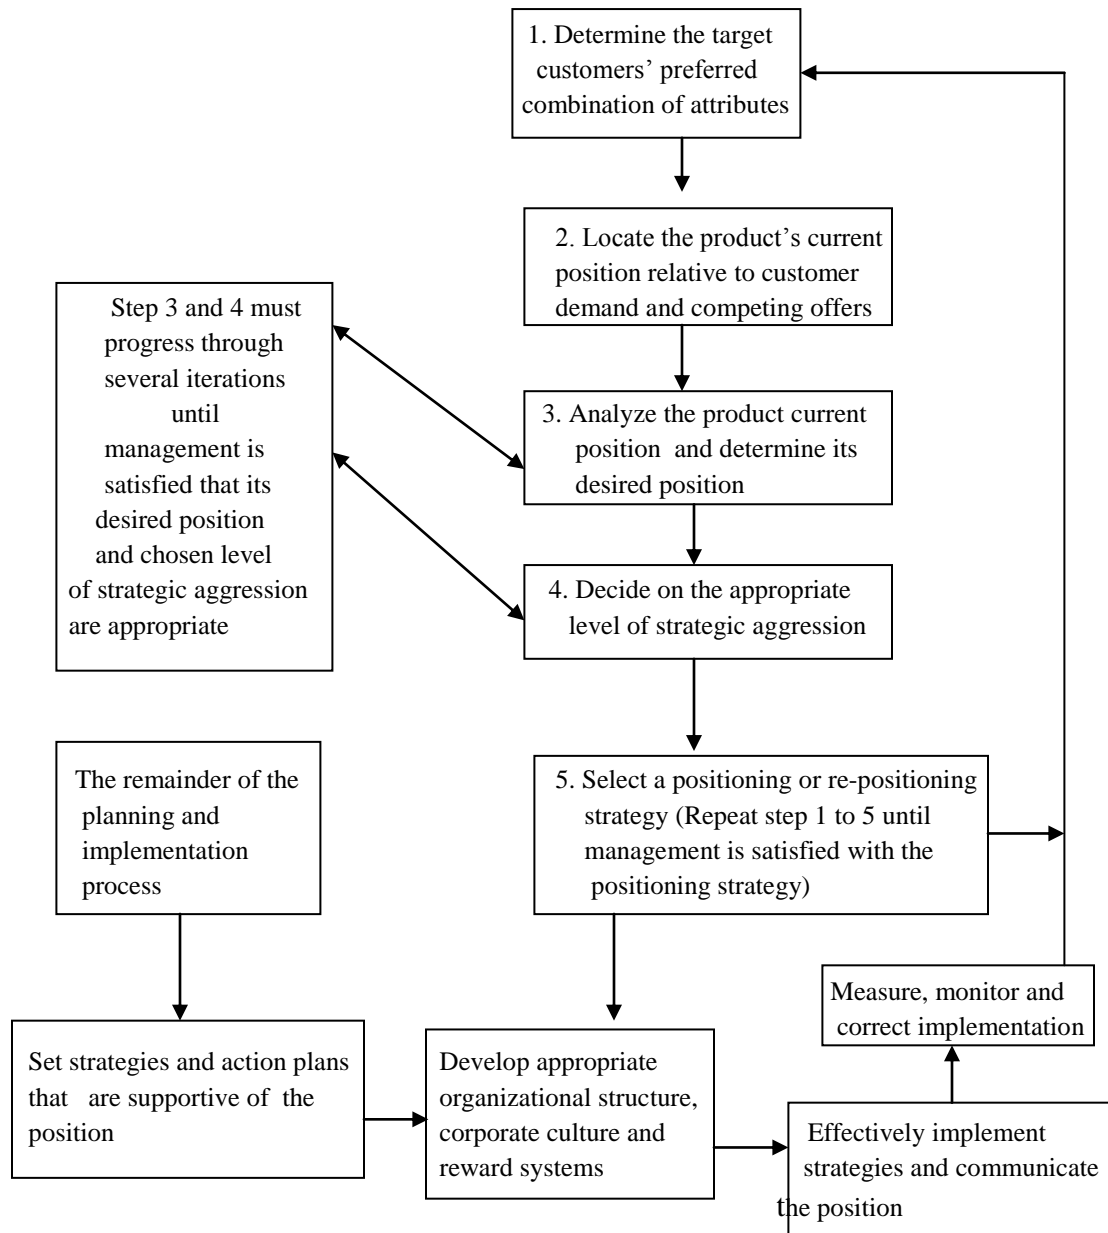 1. Determine the target
customers’ preferred
combination of attributes
2. Locate the product’s current
position relative to customer
demand and competing offers
Step 3 and 4 must
progress through
several iterations
until
management is
satisfied that its
desired position
and chosen level
of strategic aggression
are appropriate
3. Analyze the product current
position and determine its
desired position
4. Decide on the appropriate
level of strategic aggression
The remainder of the
planning and
implementation
process
5. Select a positioning or re-positioning
strategy (Repeat step 1 to 5 until
management is satisfied with the
positioning strategy)
Measure, monitor and
correct implementation
Set strategies and action plans
that are supportive of the
position
Develop appropriate
organizational structure,
corporate culture and
reward systems
Effectively implement
strategies and communicate
the position